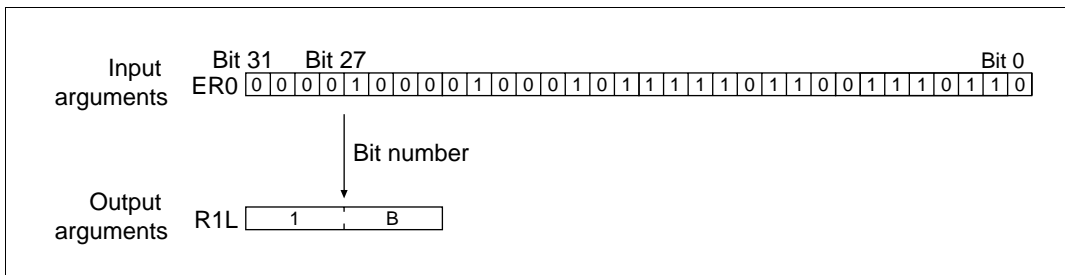 Bit 31 Bit 27 Bit 0
Input
arguments
ER0 0 0 0 0 1 0 0 0 0 1 0 0 0 1 0 1 1 1 1 1 0 1 1 0 0 1 1 1 0 1 1 0
Bit number
Output
arguments
R1L 1 B